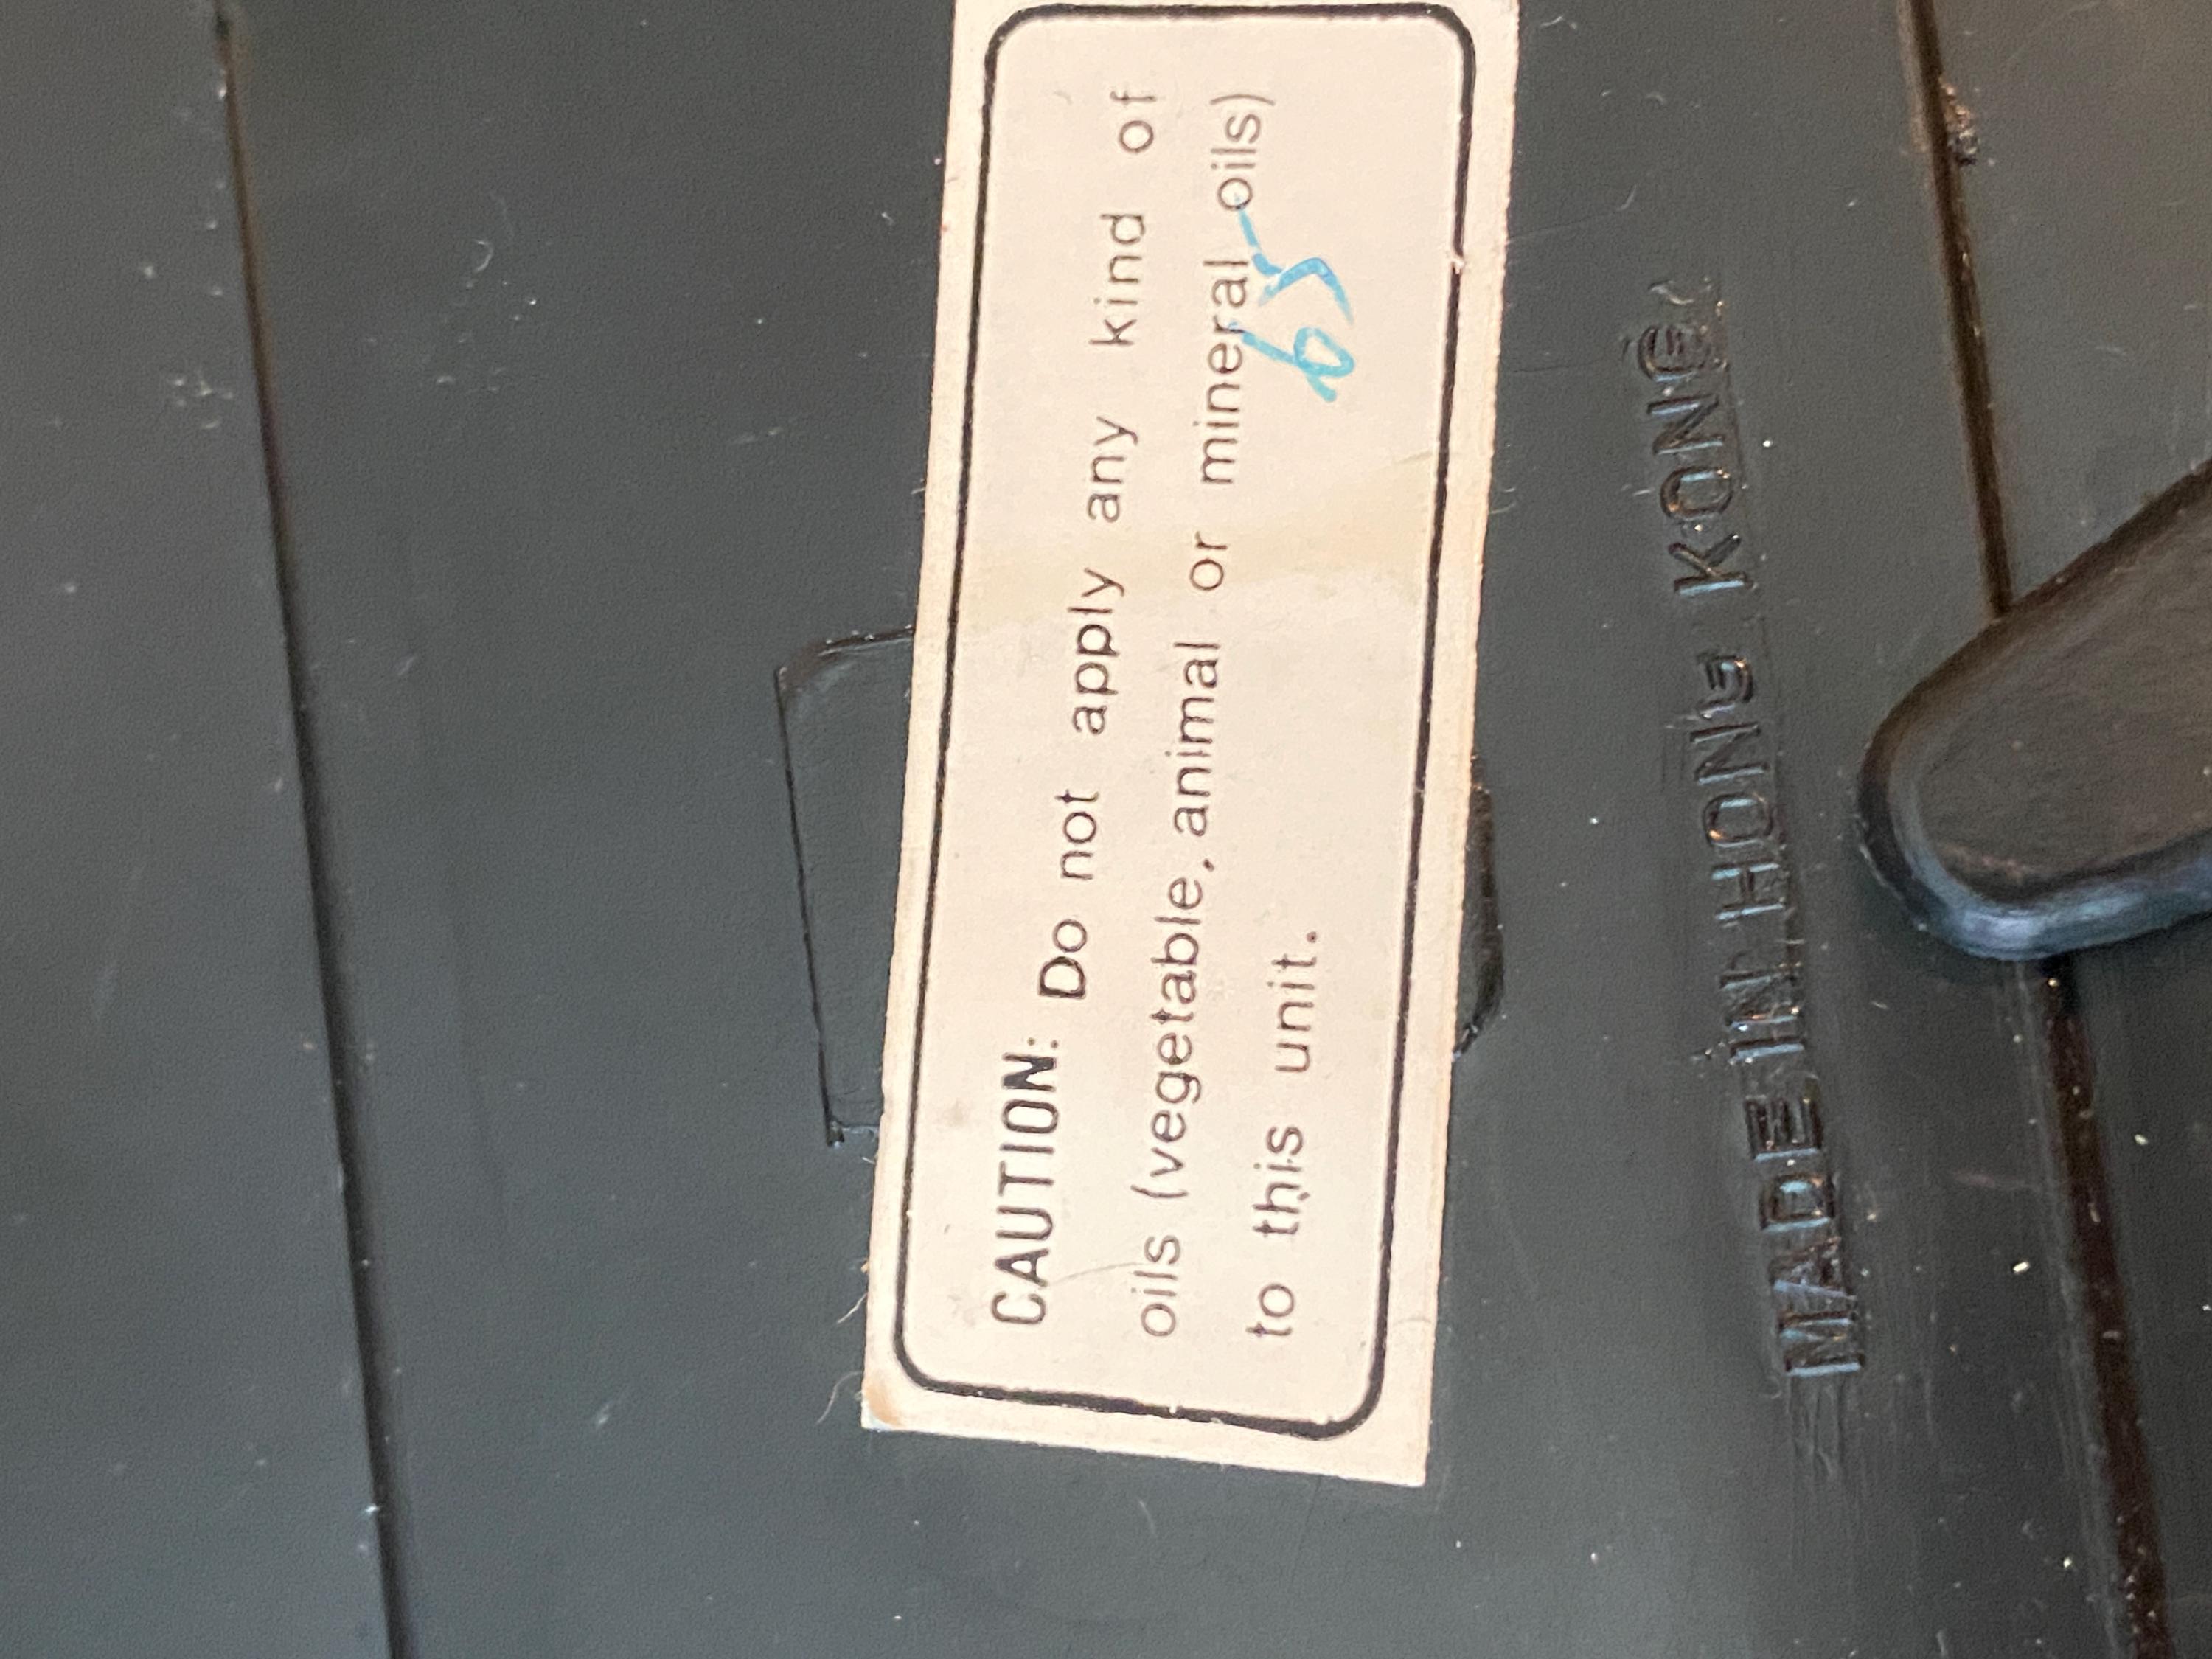 CAUTION: Do not apply any kind of
oils (vegetable, animal or mineral oils)
to this unit.
MADE IN HONG KONG